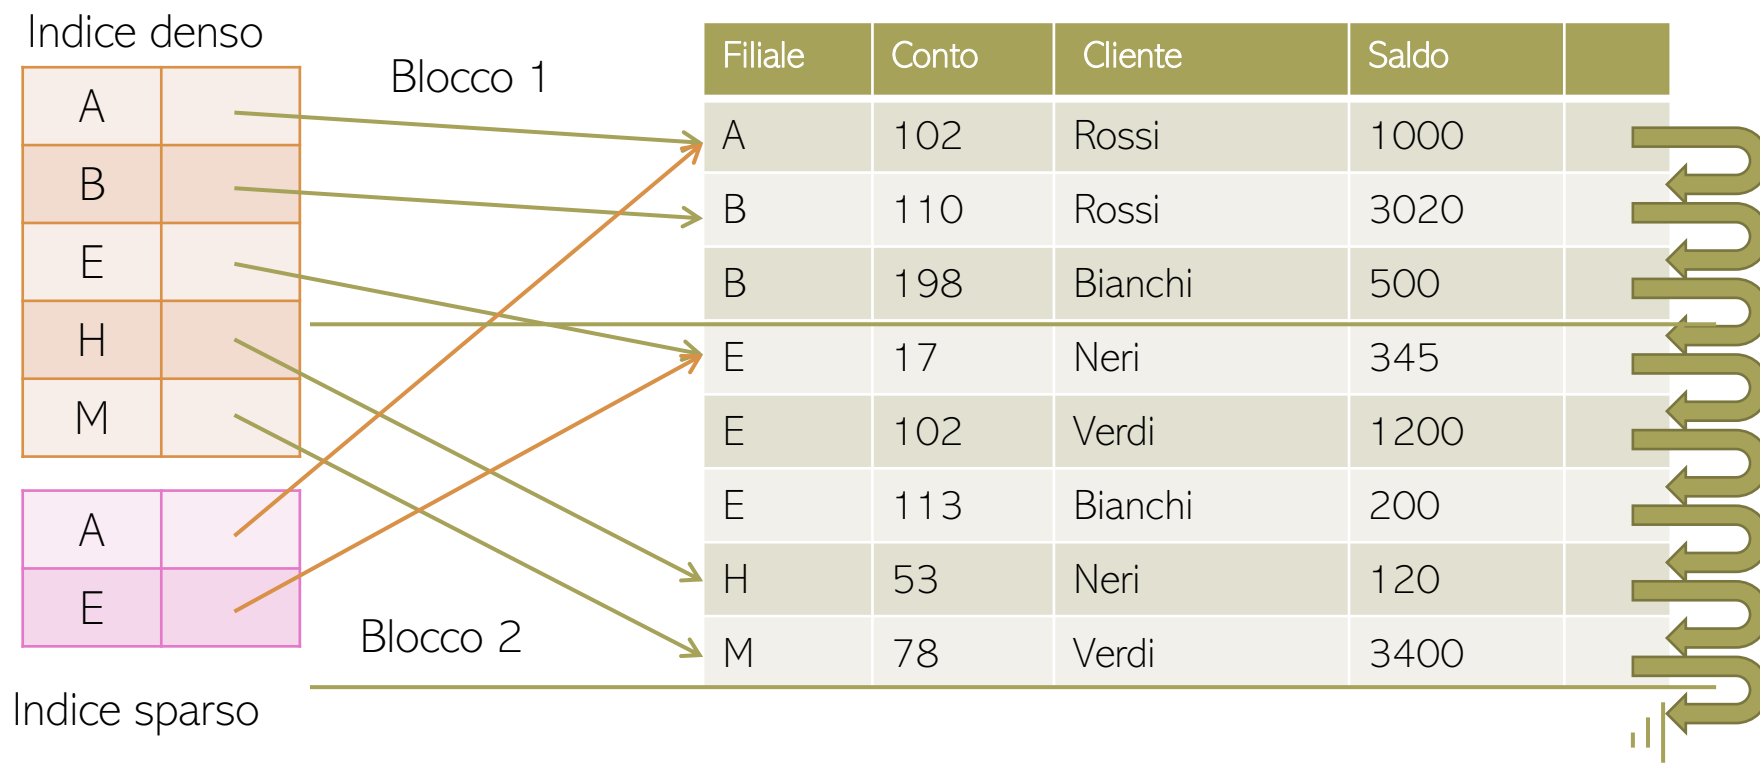 Indice denso
A
B
E
H
M
A
E
Indice sparso
Blocco 1
Blocco 2
Filiale Conto Cliente Saldo
A 102 Rossi 1000
B 110 Rossi 3020
B 198 Bianchi 500
E 17 Neri 345
E 102 Verdi 1200
E 113 Bianchi 200
H 53 Neri 120
M 78 Verdi 3400